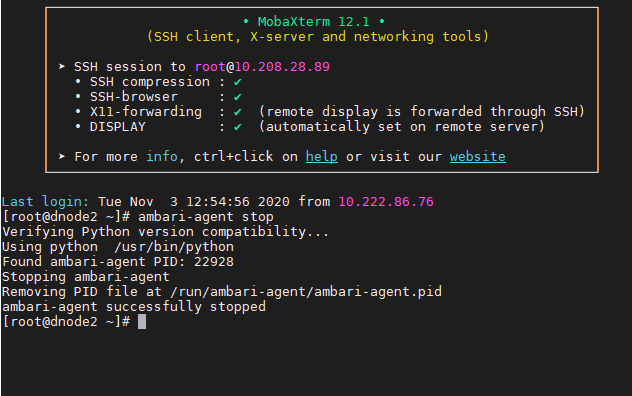 • MobaXterm 12.1 •
(SSH client, X-server and networking tools)
➤ SSH session to root@10.208.28.89
• SSH compression : ✔
• SSH-browser     : ✔
• X11-forwarding  : ✔  (remote display is forwarded through SSH)
• DISPLAY         : ✔  (automatically set on remote server)
➤ For more info, ctrl+click on help or visit our website
Last login: Tue Nov  3 12:54:56 2020 from 10.222.86.76
[root@dnode2 ~]# ambari-agent stop
Verifying Python version compatibility...
Using python  /usr/bin/python
Found ambari-agent PID: 22928
Stopping ambari-agent
Removing PID file at /run/ambari-agent/ambari-agent.pid
ambari-agent successfully stopped
[root@dnode2 ~]#